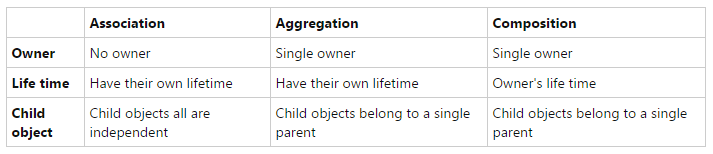 Association Aggregation Composition
Owner No owner Single owner Single owner
Life time Have their own lifetime Have their own lifetime Owner's life time
Child Child objects all are Child objects belong to a single Child objects belong to a single
object independent parent parent